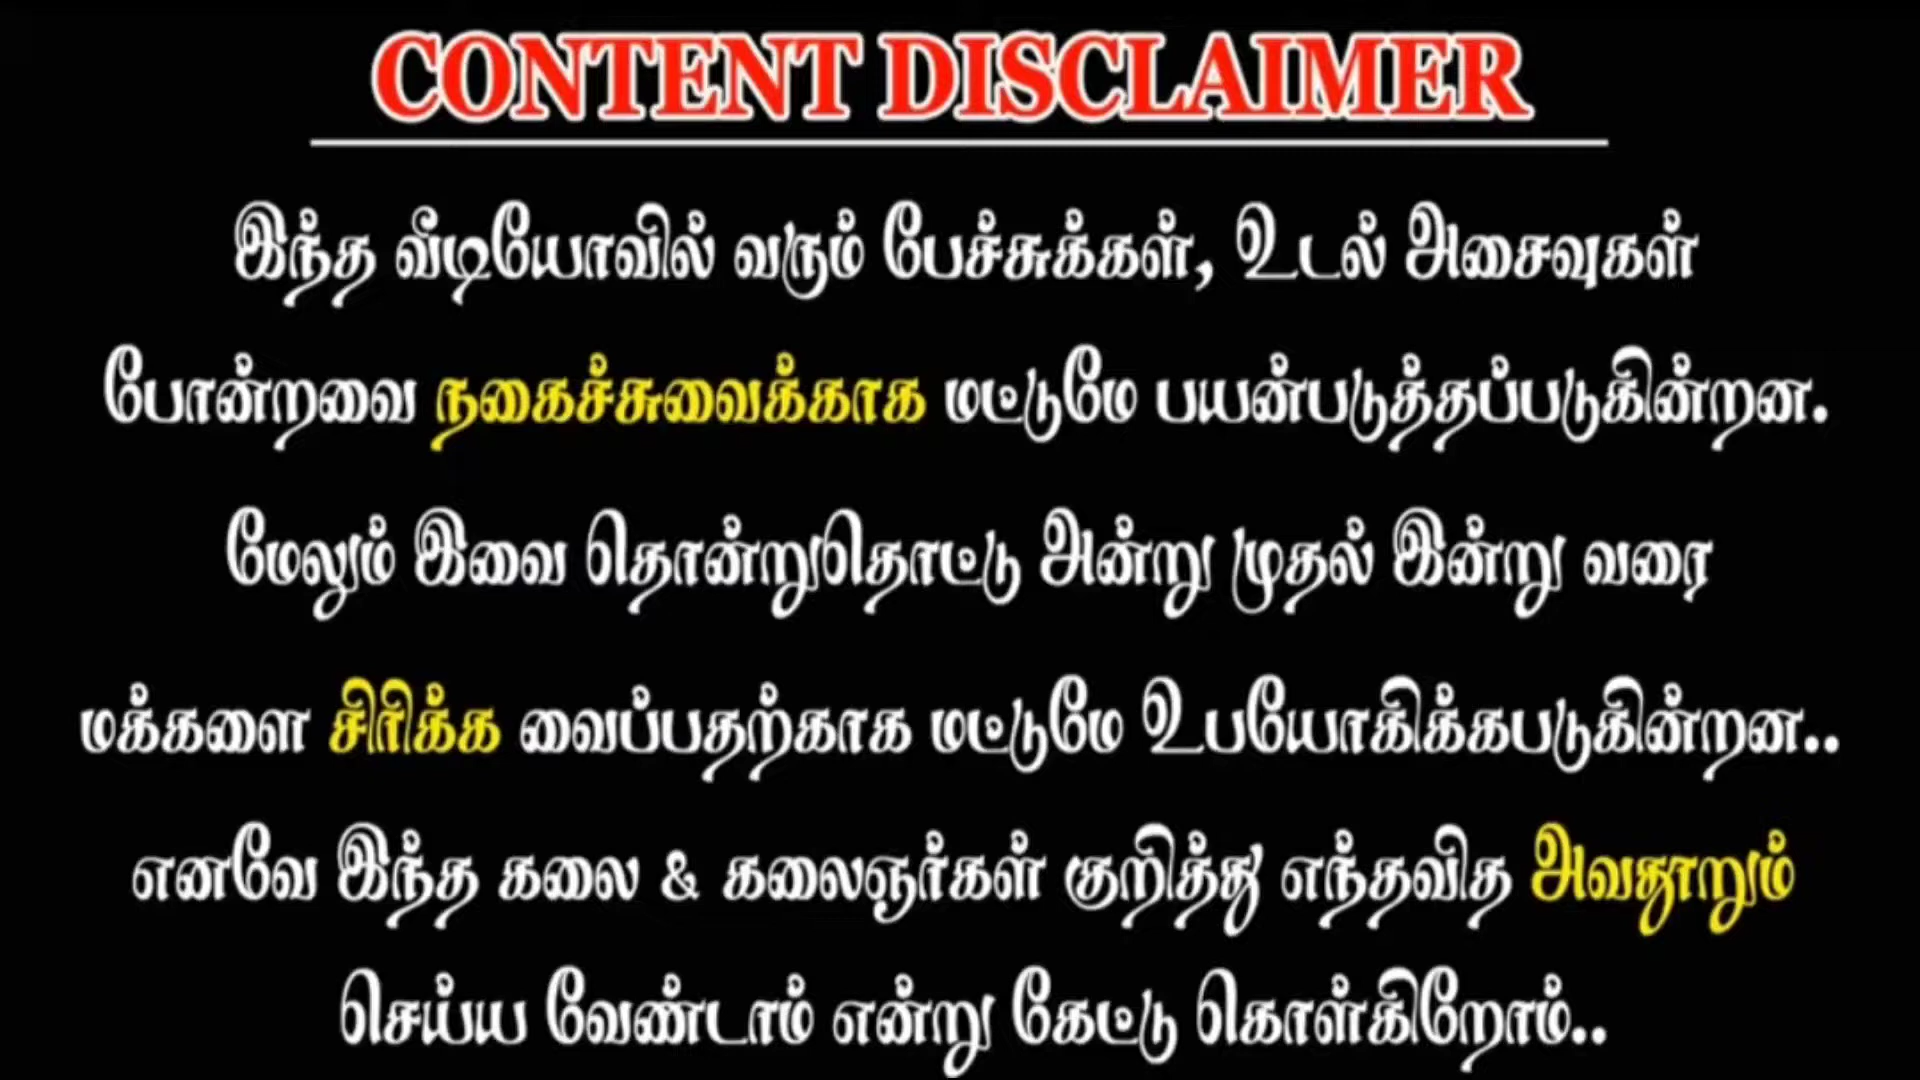 CONTENT DISCLAIMER
இந்த வீடியோவில் வரும் பேச்சுக்கள், உடல் அசைவுகள்
போன்றவை நகைச்சுவைக்காக மட்டுமே பயன்படுத்தப்படுகின்றன.
மேலும் இவை தொன்றுதொட்டு அன்று முதல் இன்று வரை
மக்களை சிரிக்க வைப்பதற்காக மட்டுமே உபயோகிக்கபடுகின்றன..
எனவே இந்த கலை & கலைஞர்கள் குறித்து எந்தவித அவதூறும்
செய்ய வேண்டாம் என்று கேட்டு கொள்கிறோம்..